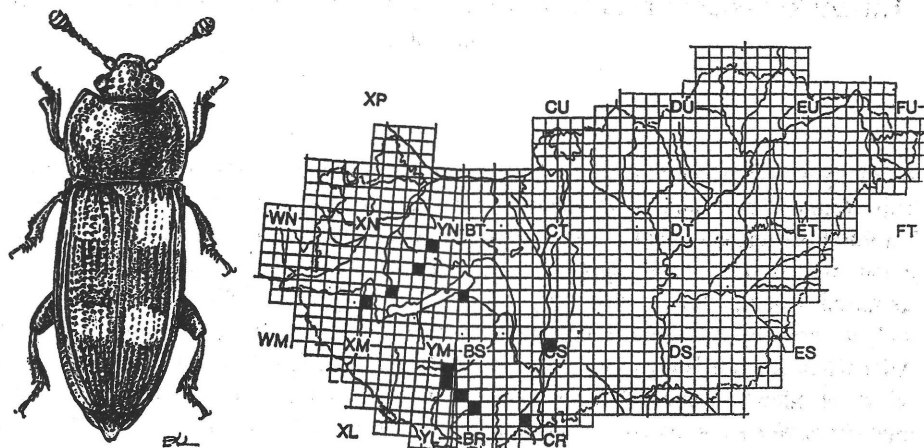 XP CU DU EU FU
WN XN YN BT CT DT ET FT
WM XM YM BS CS DS ES
XL YL BR CR